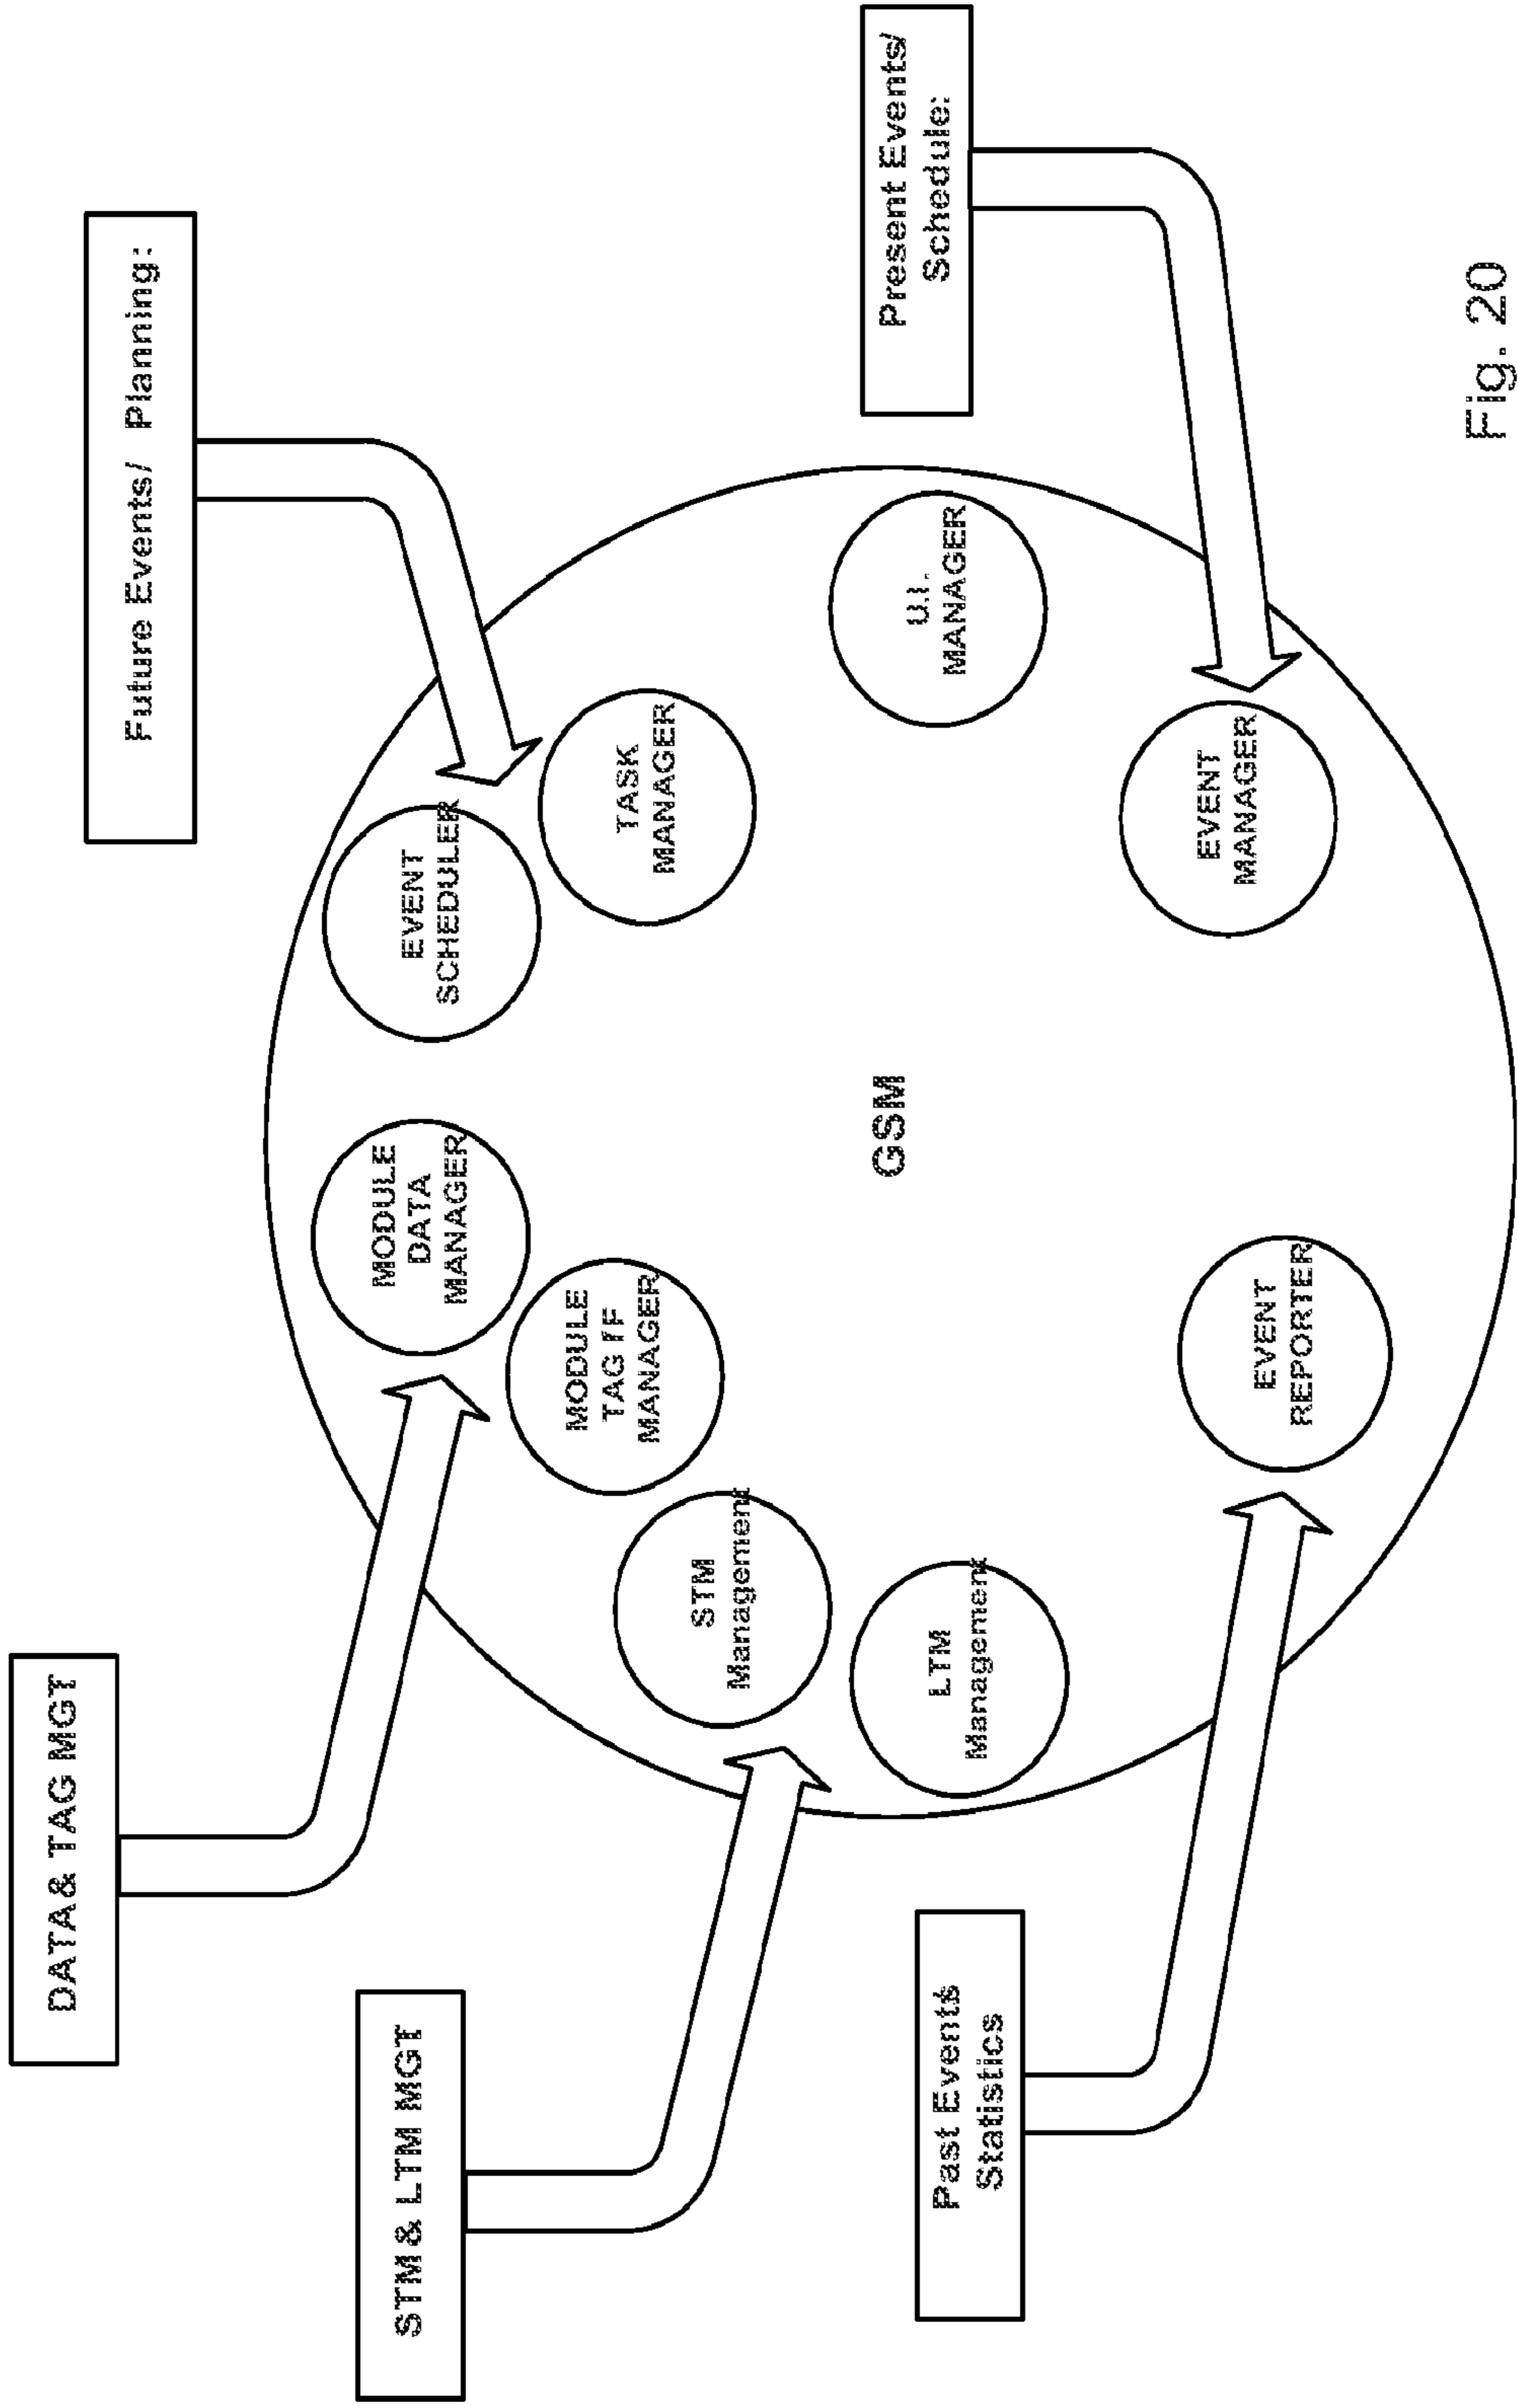 DATA & TAG MGT
Future Events/ Planning:
STM & LTM MGT
MODULE
DATA
MANAGER
EVENT
SCHEDULER
MODULE
TAG IF
MANAGER
TASK
MANAGER
STM
Management
LTM
Management
GSM
U.I.
MANAGER
Present Events/
Schedule:
Past Events
Statistics
EVENT
REPORTER
EVENT
MANAGER
Fig. 20